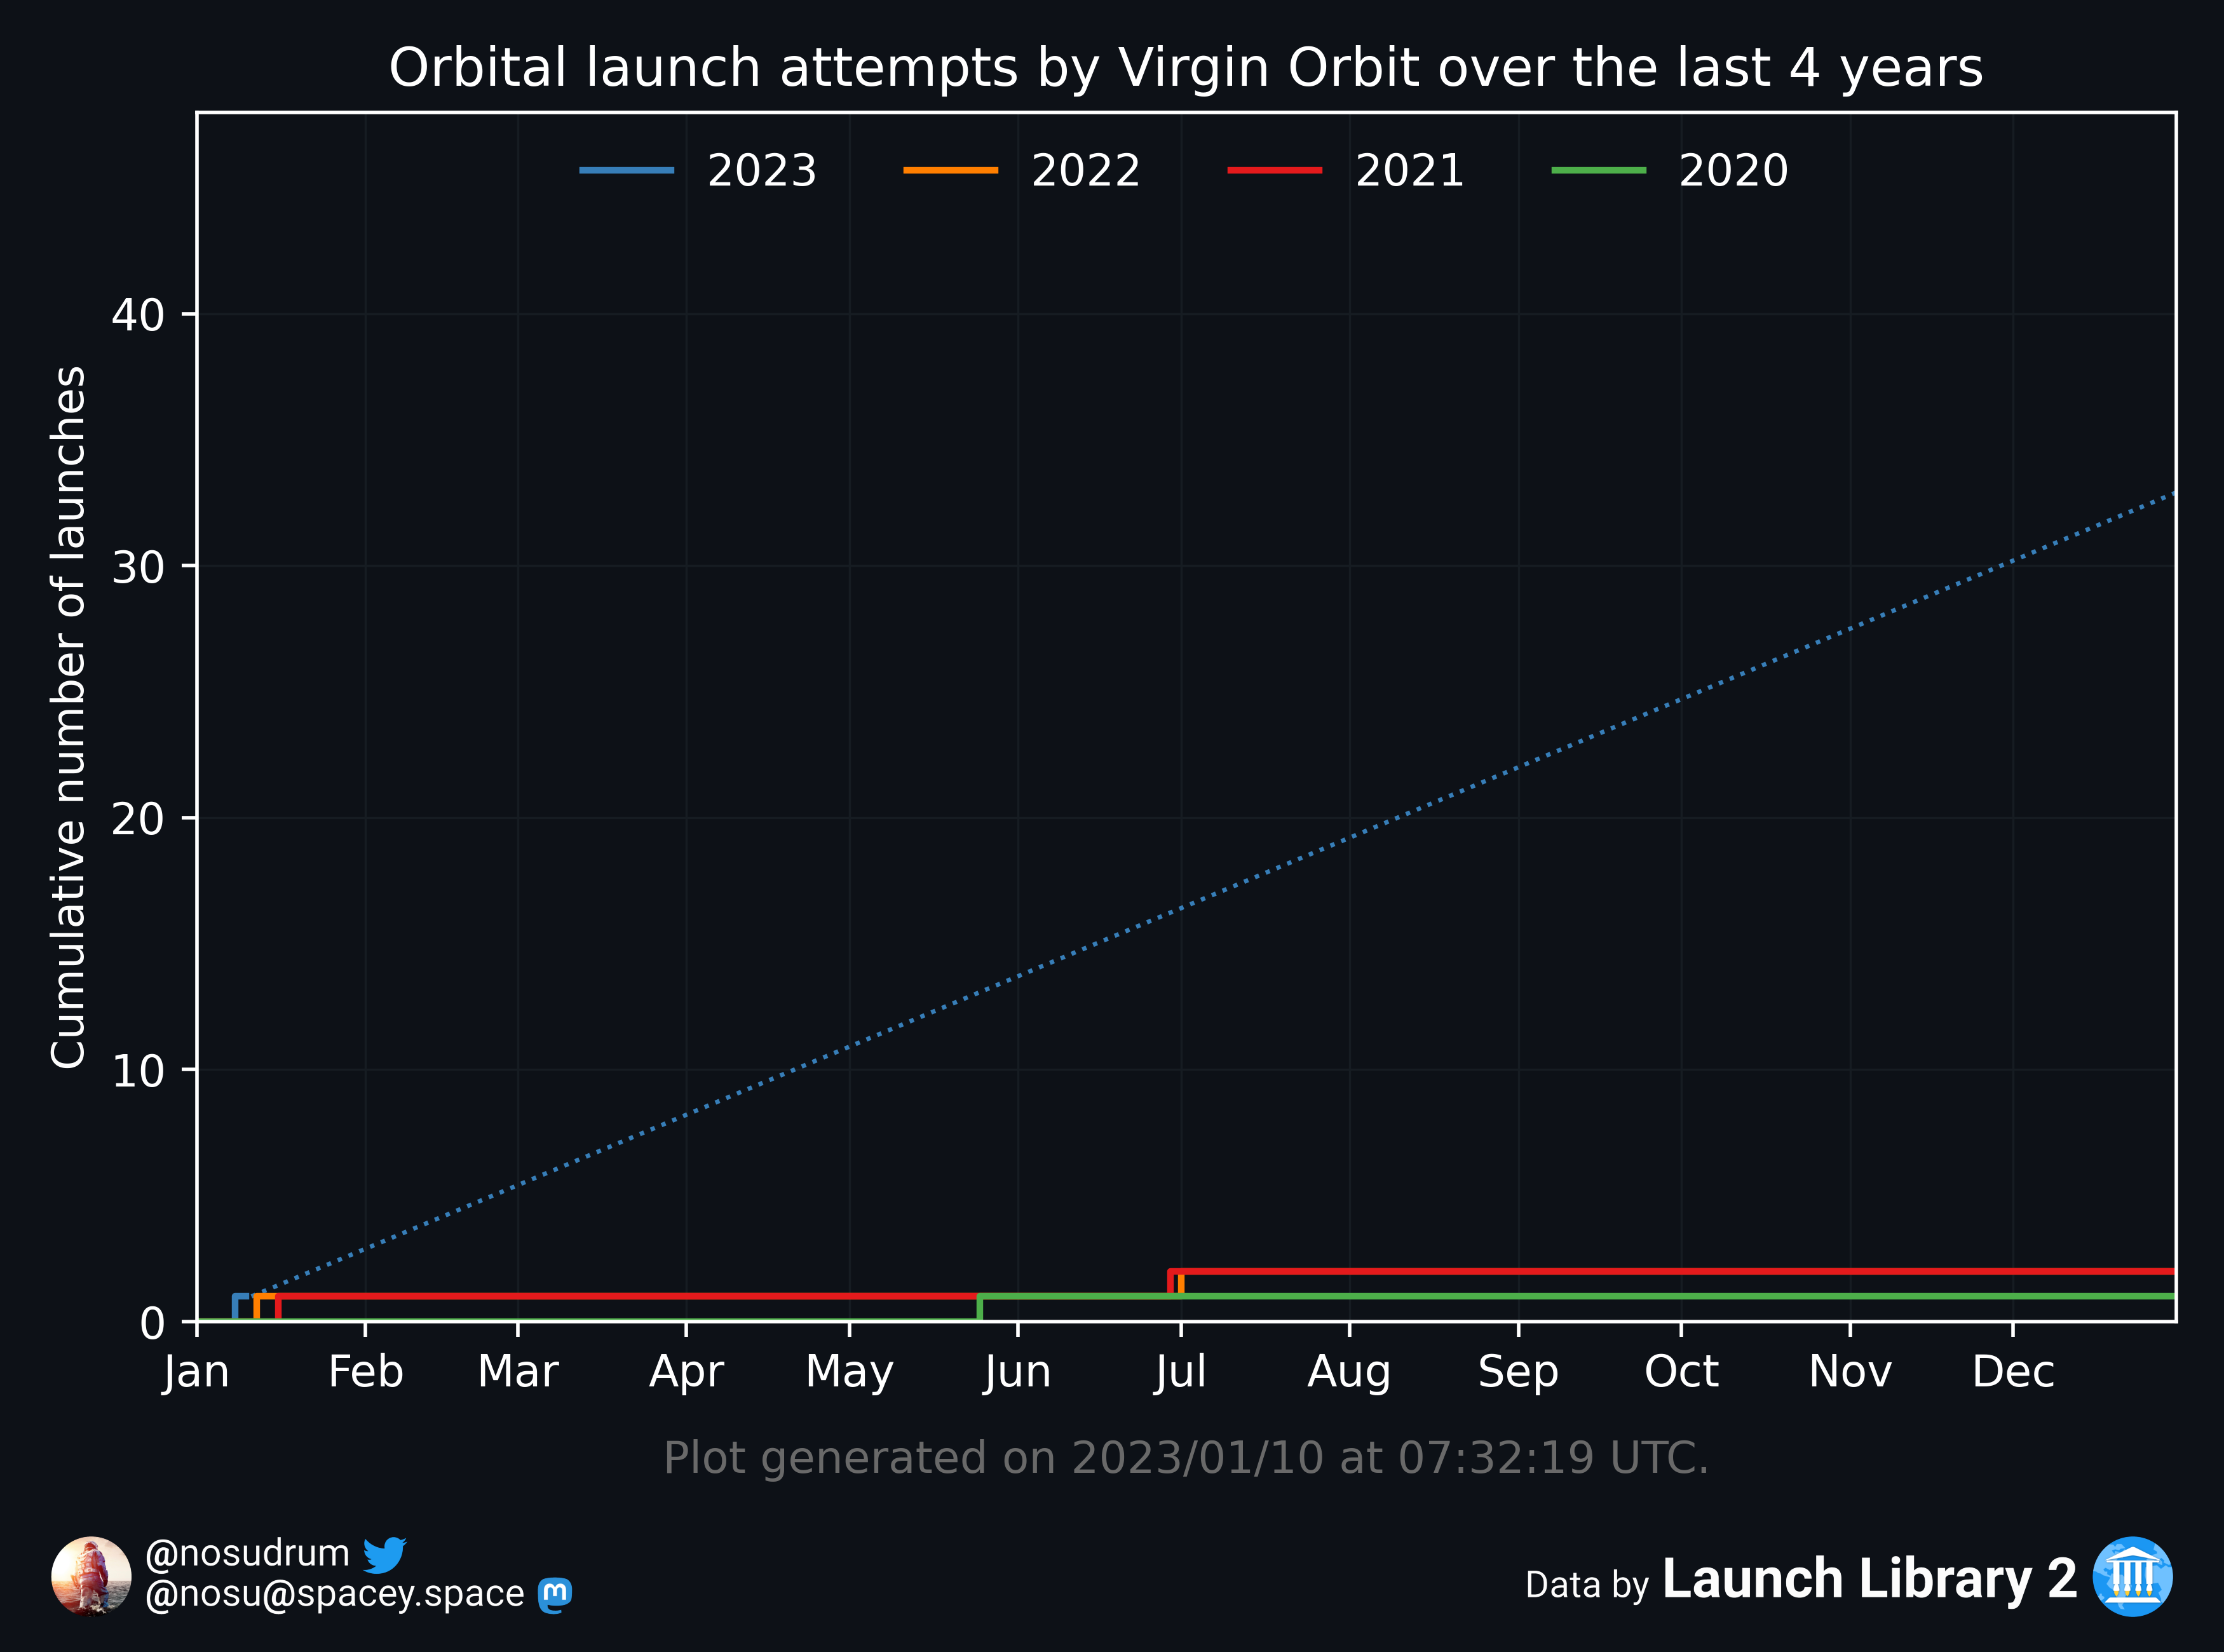 Orbital launch attempts by Virgin Orbit over the last 4 years
2023 2022 2021 2020
Cumulative number of launches
40
30
20
10
0
Jan Feb Mar Apr May Jun Jul Aug Sep Oct Nov Dec
Plot generated on 2023/01/10 at 07:32:19 UTC.
@nosudrum
@nosu@spacey.space
Data by Launch Library 2